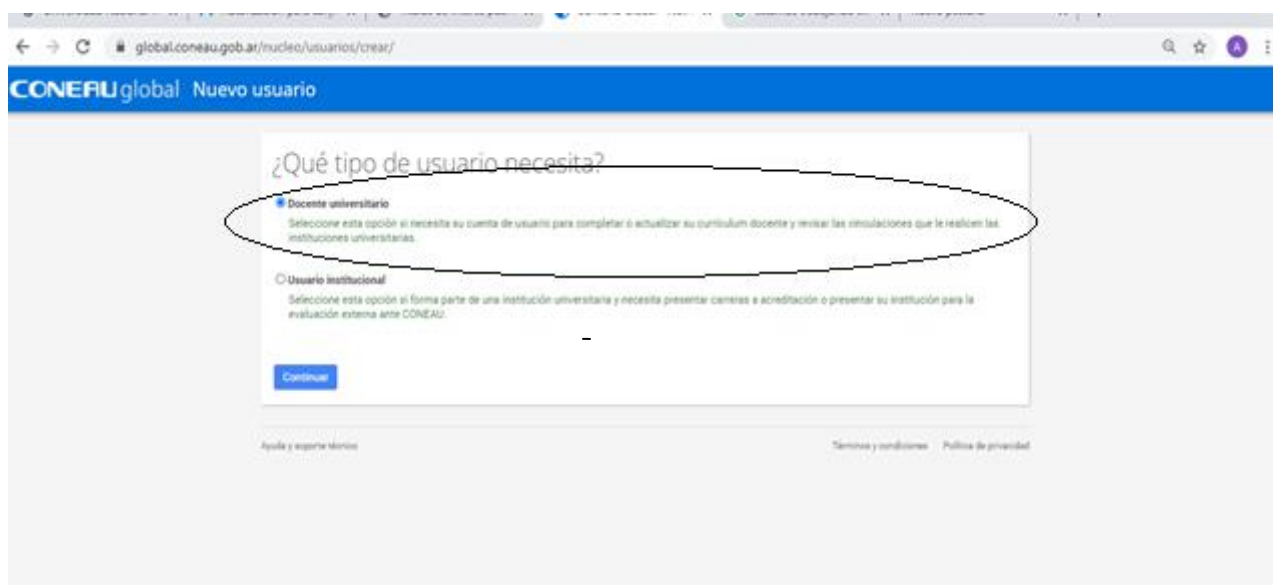 global.coneau.gob.ar/nucleo/usuarios/crear/
A
CONEAU global Nuevo usuario
¿Qué tipo de usuario necesita?
Docente universitario
Seleccione esta opción si necesita su cuenta de usuario para completar o actualizar su curriculum docente y revisar las vinculaciones que le realicen las
instituciones universitarias.
Usuario institucional
Seleccione esta opción si forma parte de una institución universitaria y necesita presentar carreras a acreditación o presentar su institución para la
evaluación externa ante CONEAU.
Continuar
Ayuda y soporte técnico
Términos y condiciones Política de privacidad